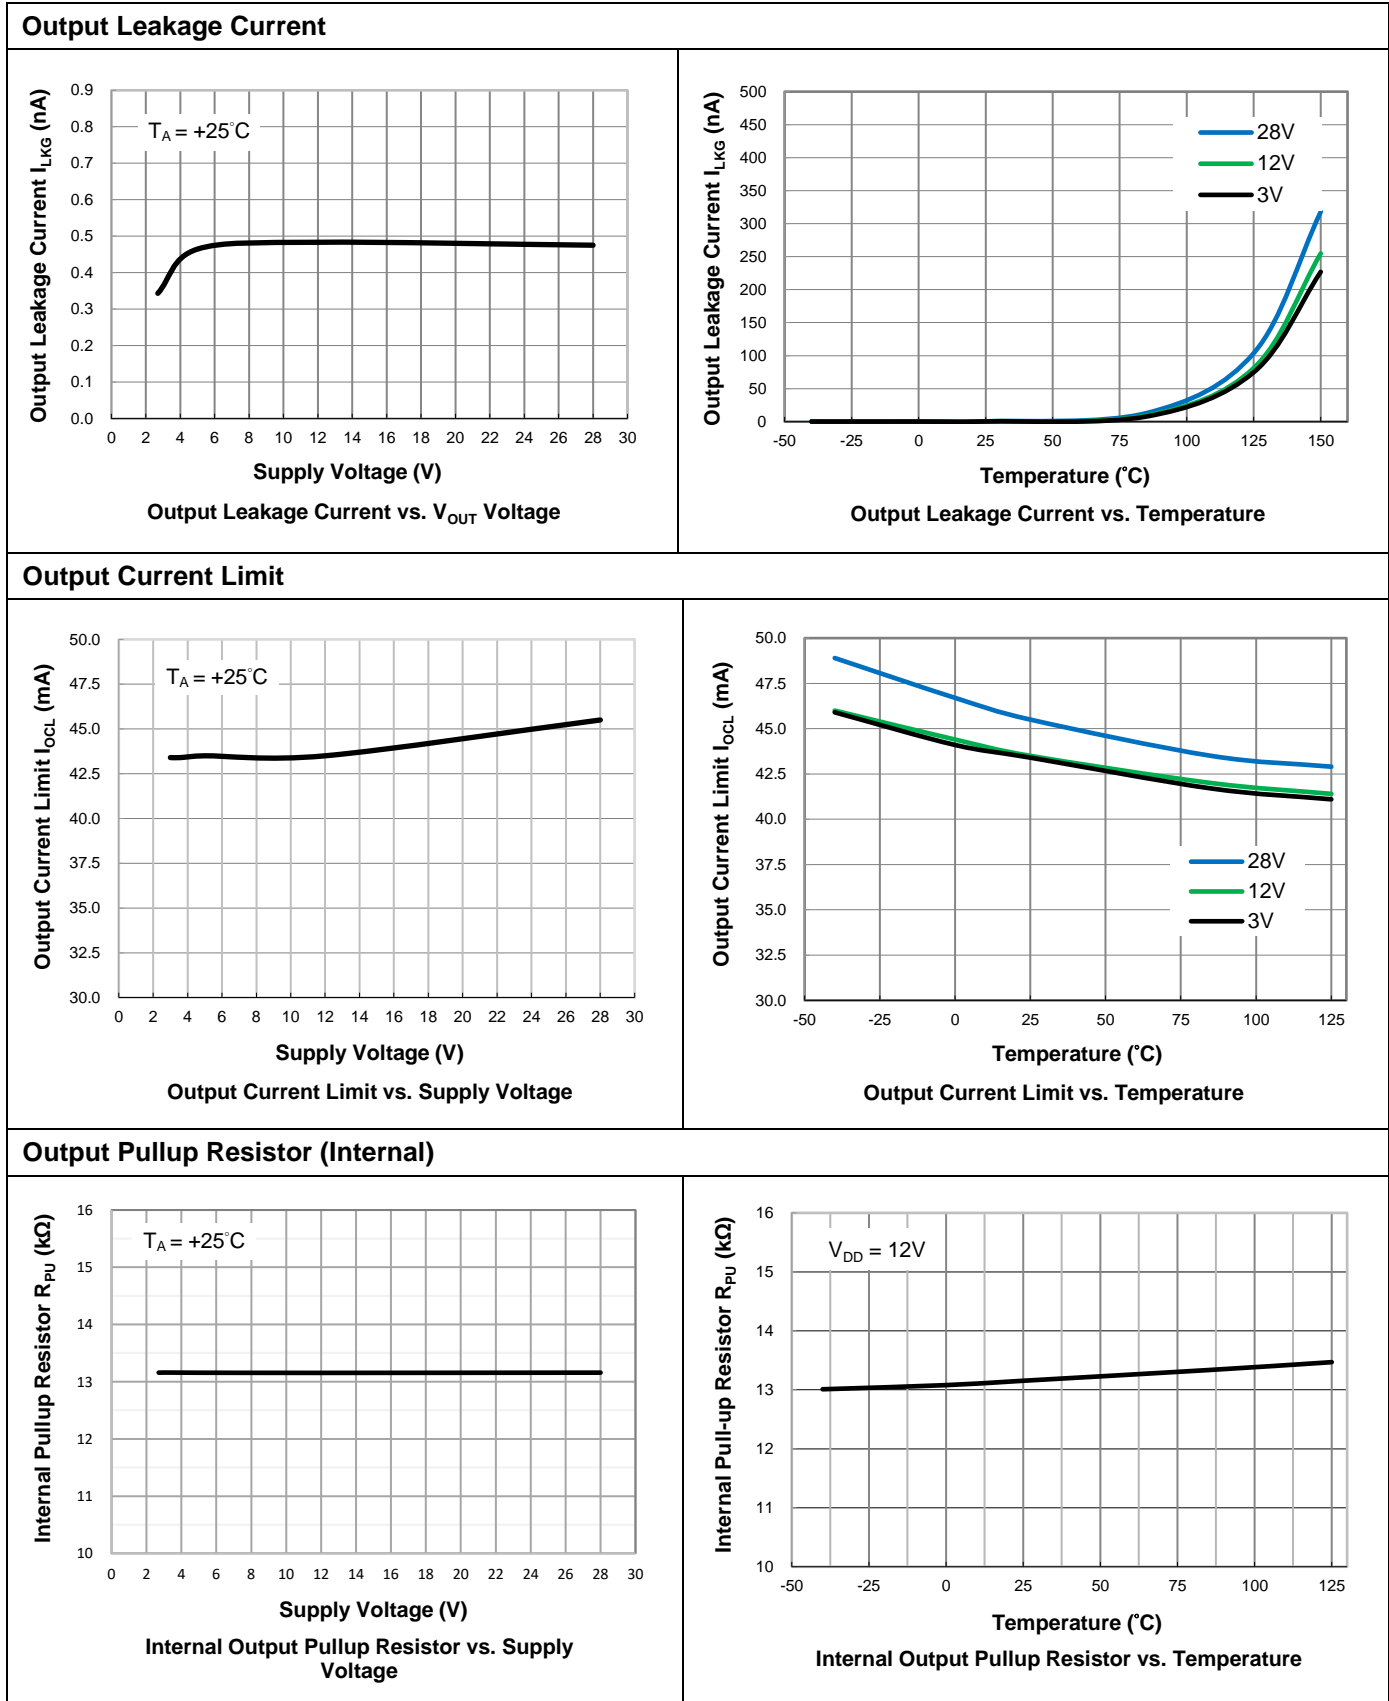 Output Leakage Current
Output Leakage Current I_LKG (nA)
0.9
0.8
0.7
0.6
0.5
0.4
0.3
0.2
0.1
0.0
T_A = +25°C
0 2 4 6 8 10 12 14 16 18 20 22 24 26 28 30
Supply Voltage (V)
Output Leakage Current vs. V_OUT Voltage
Output Leakage Current I_LKG (nA)
500
450
400
350
300
250
200
150
100
50
0
28V
12V
3V
-50 -25 0 25 50 75 100 125 150
Temperature (°C)
Output Leakage Current vs. Temperature
Output Current Limit
Output Current Limit I_OCL (mA)
50.0
47.5
45.0
42.5
40.0
37.5
35.0
32.5
30.0
T_A = +25°C
0 2 4 6 8 10 12 14 16 18 20 22 24 26 28 30
Supply Voltage (V)
Output Current Limit vs. Supply Voltage
Output Current Limit I_OCL (mA)
50.0
47.5
45.0
42.5
40.0
37.5
35.0
32.5
30.0
28V
12V
3V
-50 -25 0 25 50 75 100 125
Temperature (°C)
Output Current Limit vs. Temperature
Output Pullup Resistor (Internal)
Internal Pullup Resistor R_PU (kΩ)
16
15
14
13
12
11
10
T_A = +25°C
0 2 4 6 8 10 12 14 16 18 20 22 24 26 28 30
Supply Voltage (V)
Internal Output Pullup Resistor vs. Supply
Voltage
Internal Pull-up Resistor R_PU (kΩ)
16
15
14
13
12
11
10
V_DD = 12V
-50 -25 0 25 50 75 100 125
Temperature (°C)
Internal Output Pullup Resistor vs. Temperature